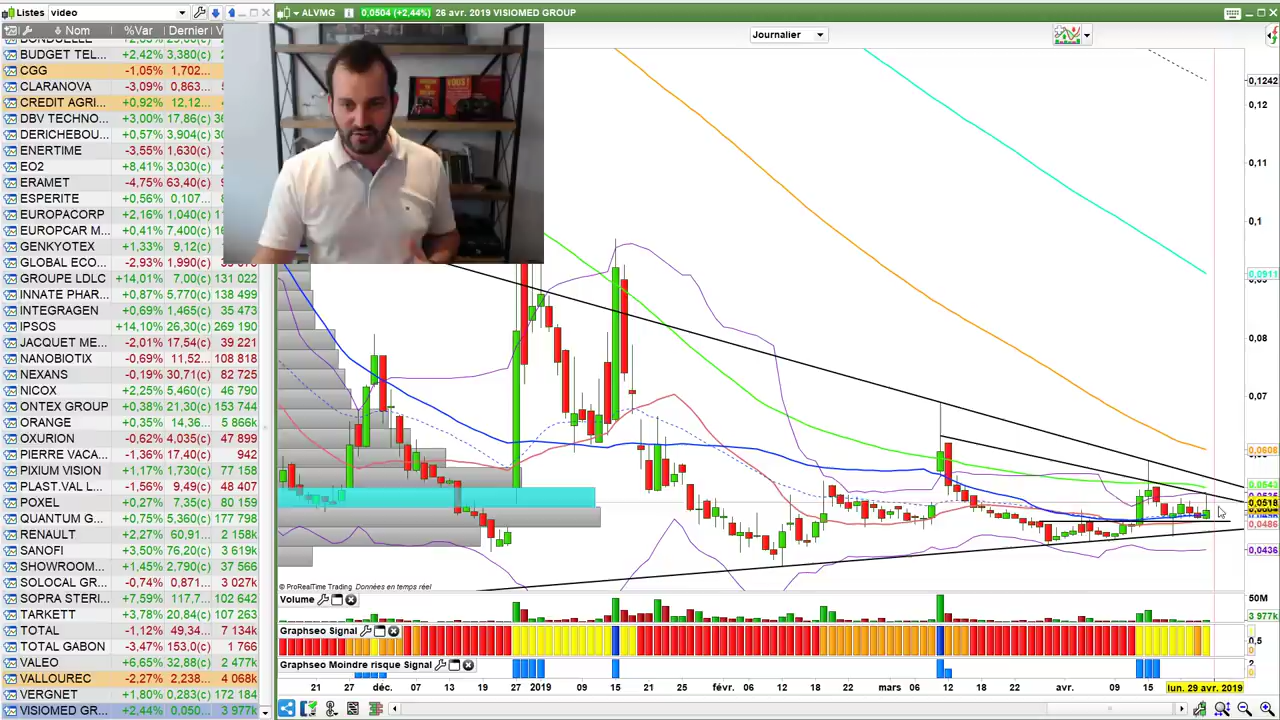 Listes video
ALVMG 0,0504 (+2,44%) 26 avr. 2019 VISIOMED GROUP
Nom %Var Dernier V
Journalier
BUDGET TEL... +2,42% 3,380(c)
CGG -1,05% 1,702...
CLARANOVA -3,09% 0,863...
CREDIT AGRI... +0,92% 12,12...
DBV TECHNO... +3,00% 17,86(c)
DERICHEBOU... +0,57% 3,904(c)
ENERTIME -3,55% 1,630(c)
EO2 +8,41% 3,030(c)
ERAMET -4,75% 63,40(c)
ESPERITE +0,56% 0,107...
EUROPACORP +2,16% 1,040(c)
EUROPCAR M... +0,41% 7,400(c)
GENKYOTEX +1,33% 9,12(c)
GLOBAL ECO... -2,93% 1,990(c)
GROUPE LDLC +14,01% 7,00(c) 131 022
INNATE PHAR... +0,87% 5,770(c) 138 499
INTEGRAGEN +0,69% 1,465(c) 35 473
IPSOS +14,10% 26,30(c) 269 190
JACQUET ME... -2,01% 17,54(c)
NANOBIOTIX -0,69% 11,52... 108 818
NEXANS -0,19% 30,71(c) 82 725
NICOX +2,25% 5,460(c) 46 790
ONTEX GROUP +0,38% 21,30(c) 153 744
ORANGE +0,35% 14,36... 5 866k
OXURION -0,62% 4,035(c) 47 899
PIERRE VACA... -1,36% 17,40(c) 942
PIXIUM VISION +1,17% 1,730(c) 77 158
PLAST.VAL L... -1,56% 9,49(c) 48 407
POXEL +0,27% 7,35(c) 80 159
QUANTUM G... +0,75% 5,360(c) 177 798
RENAULT +2,27% 60,91(c)
SANOFI +3,50% 76,20(c) 3 619k
SHOWROOM... +1,45% 2,790(c) 37 566
SOLOCAL GR... -0,74% 0,871... 3 027k
SOPRA STERI... +7,59% 117,7... 102 642
TARKETT +3,78% 20,84(c) 107 263
TOTAL -1,12% 49,34... 7 134k
TOTAL GABON -3,47% 153,0(c) 1 766
VALEO +6,65% 32,88(c) 2 477k
VALLOUREC -2,27% 2,238... 4 068k
VERGNET +1,80% 0,283(c) 172 184
VISIOMED GR... +2,44% 0,050... 3 977k
0,1242
0,12
0,11
0,1
0,0911
0,08
0,07
0,0608
0,0543
0,0518
0,0486
0,0436
© ProRealTime Trading Données en temps réel
Volume
50M
3 977k
Graphseo Signal
0,5
0
Graphseo Moindre risque Signal
2
0
21 27 déc. 07 13 19 27 2019 09 15 21 25 févr. 06 12 18 22 mars 06 12 18 22 avr. 09 15 lun. 29 avr. 2019